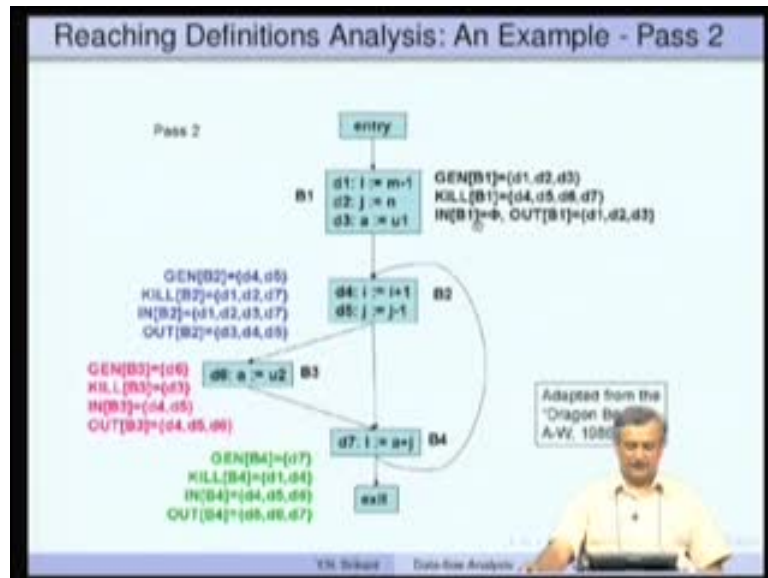 Reaching Definitions Analysis: An Example - Pass 2
Pass 2
entry
B1
d1: i := m-1
d2: j := n
d3: a := u1
GEN[B1]={d1,d2,d3}
KILL[B1]={d4,d5,d6,d7}
IN[B1]=Φ, OUT[B1]={d1,d2,d3}
GEN[B2]={d4,d5}
KILL[B2]={d1,d2,d7}
IN[B2]={d1,d2,d3,d7}
OUT[B2]={d3,d4,d5}
d4: i := i+1
d5: j := j-1
B2
GEN[B3]={d6}
KILL[B3]={d3}
IN[B3]={d4,d5}
OUT[B3]={d4,d5,d6}
d6: a := u2
B3
Adapted from the
"Dragon
A-W,
d7: i := a+j
B4
GEN[B4]={d7}
KILL[B4]={d1,d4}
IN[B4]={d4,d5,d6}
OUT[B4]={d5,d6,d7}
exit
Y.N. Srikant
Data-flow Analysis